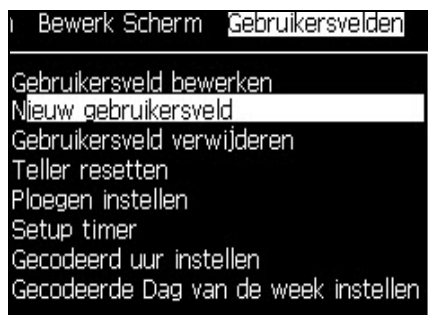 Bewerk Scherm Gebruikersvelden
Gebruikersveld bewerken
Nieuw gebruikersveld
Gebruikersveld verwijderen
Teller resetten
Ploegen instellen
Setup timer
Gecodeerd uur instellen
Gecodeerde Dag van de week instellen